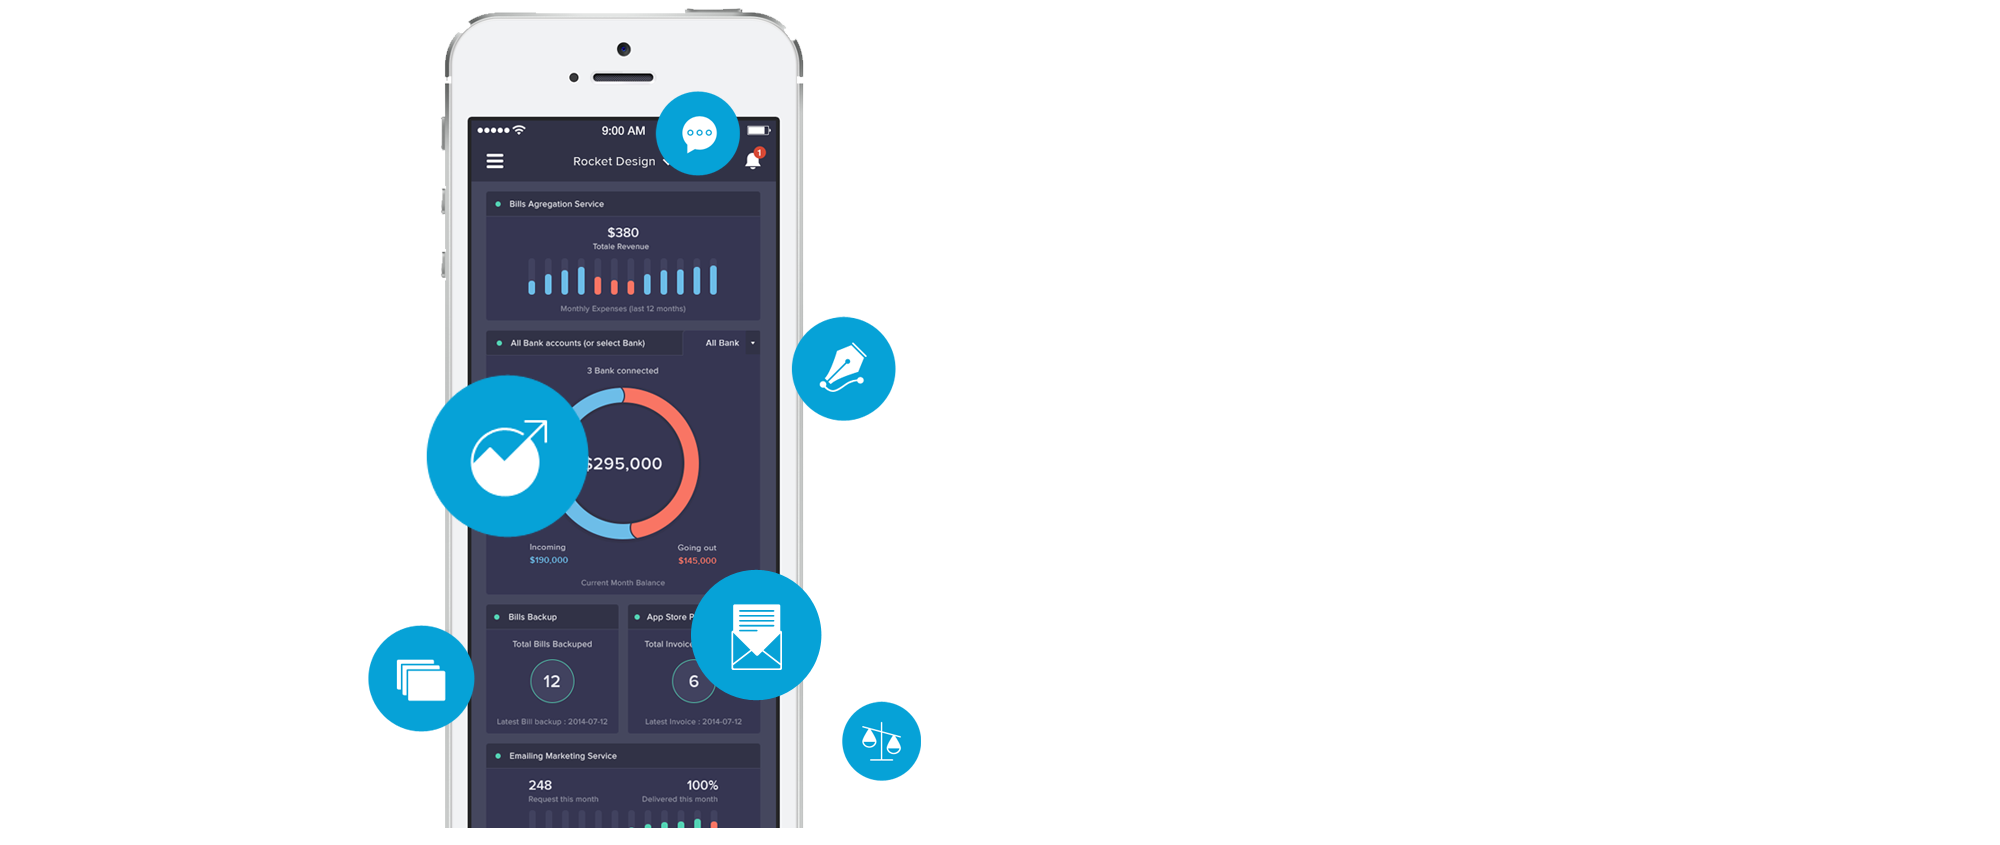 9:00 AM
Rocket Design
1
Bills Agregation Service
$380
Totale Revenue
Monthly Expenses (last 12 months)
All Bank accounts (or select Bank)
All Bank
3 Bank connected
$295,000
Incoming
Going out
$190,000
$145,000
Current Month Balance
Bills Backup
App Store P
Total Bills Backuped
Total Invoice
12
6
Latest Bill backup : 2014-07-12
Latest Invoice : 2014-07-12
Emailing Marketing Service
248
100%
Request this month
Delivered this month